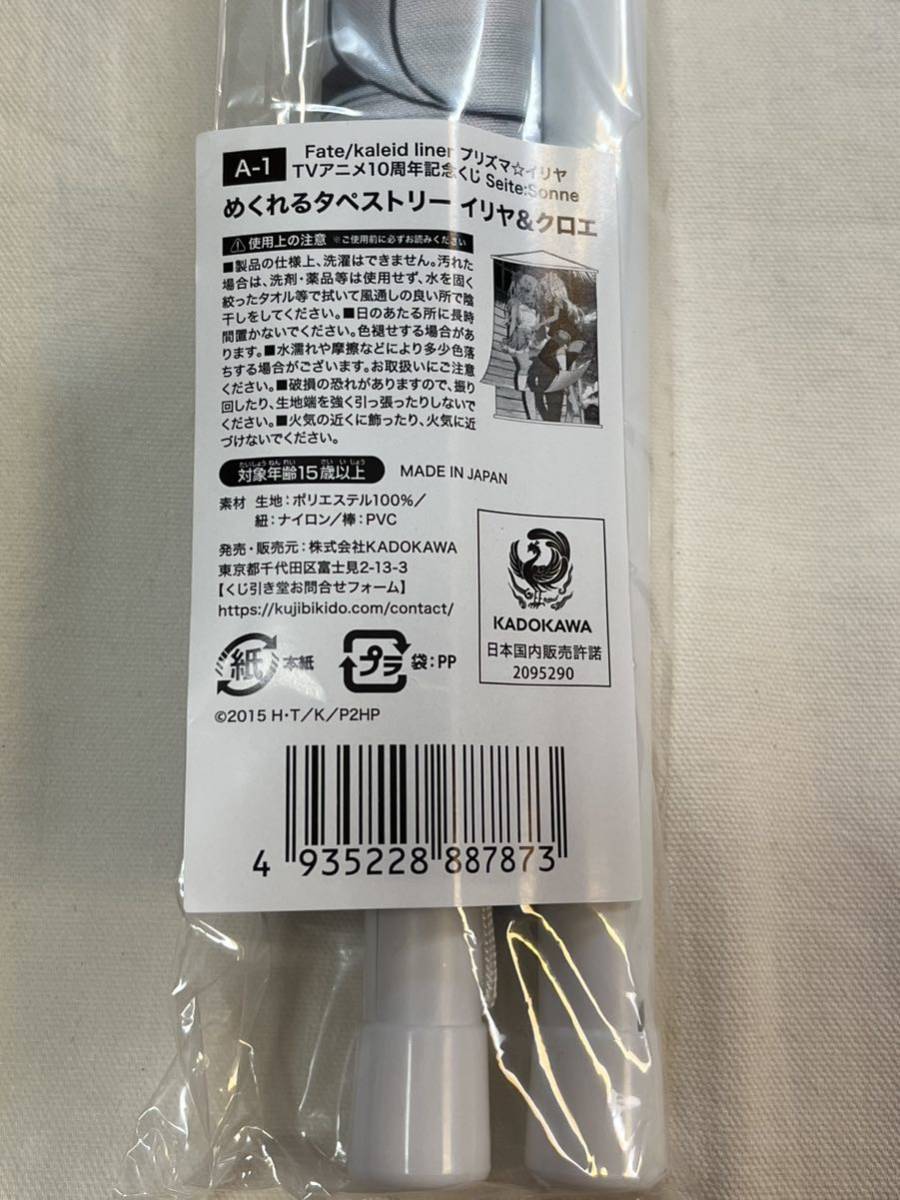 A-1
Fate/kaleid liner プリズマ☆イリヤ
TVアニメ10周年記念くじ Seite:Sonne
めくれるタペストリー イリヤ&クロエ
使用上の注意 ※ご使用前に必ずお読みください
■製品の仕様上、洗濯はできません。汚れた
場合は、洗剤・薬品等は使用せず、水を固く
絞ったタオル等で拭いて風通しの良い所で陰
干しをしてください。■日のあたる所に長時
間置かないでください。色褪せする場合があ
ります。■水濡れや摩擦などにより多少色落
ちする場合がございます。お取扱いにご注意
ください。■破損の恐れがありますので、振り
回したり、生地端を強く引っ張ったりしないで
ください。■火気の近くに飾ったり、火気に近
づけないでください。
たいしょうねんれい さい い じょう
対象年齢15歳以上
MADE IN JAPAN
素材 生地:ポリエステル100%/
紐:ナイロン/棒:PVC
発売・販売元:株式会社KADOKAWA
東京都千代田区富士見2-13-3
【くじ引き堂お問合せフォーム】
https://kujibikido.com/contact/
KADOKAWA
日本国内販売許諾
2095290
紙 本紙
プラ 袋:PP
©2015 H・T/K/P2HP
4 935228 887873